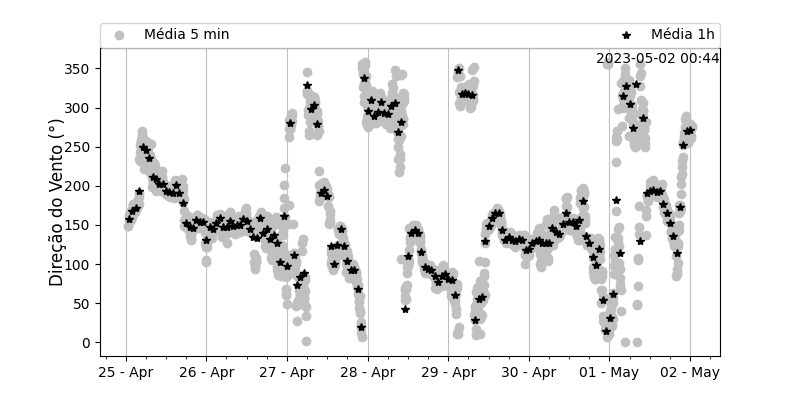 Média 5 min
Média 1h
2023-05-02 00:44
Direção do Vento (°)
350
300
250
200
150
100
50
0
25 - Apr
26 - Apr
27 - Apr
28 - Apr
29 - Apr
30 - Apr
01 - May
02 - May